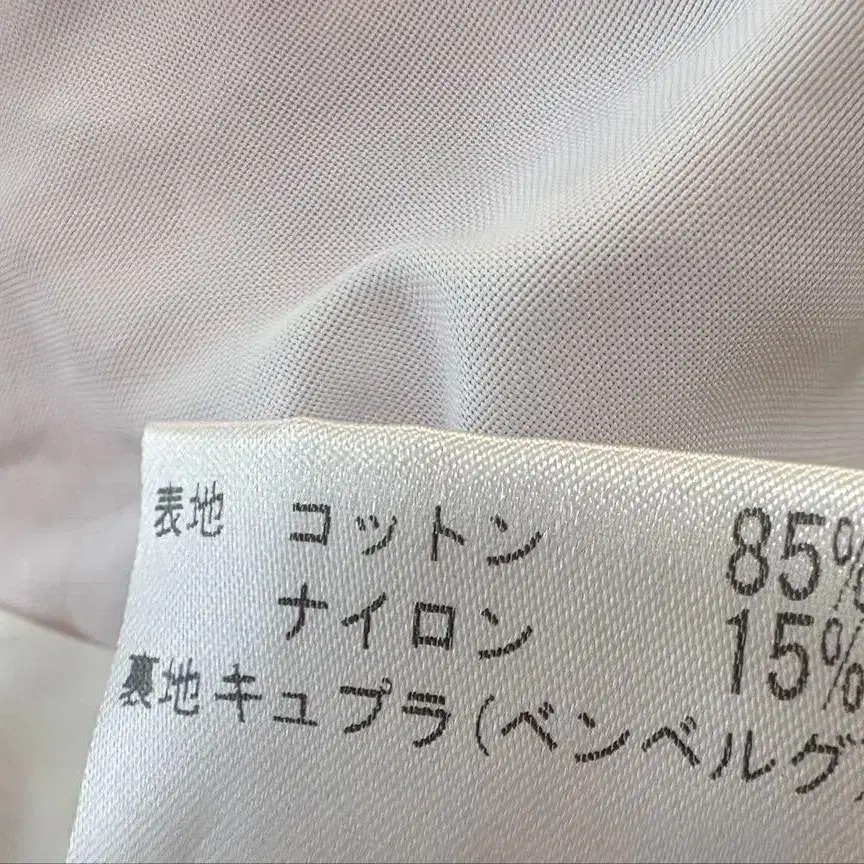 表地 コットン 85%
ナイロン 15%
裏地キュプラ(ベンベルグ